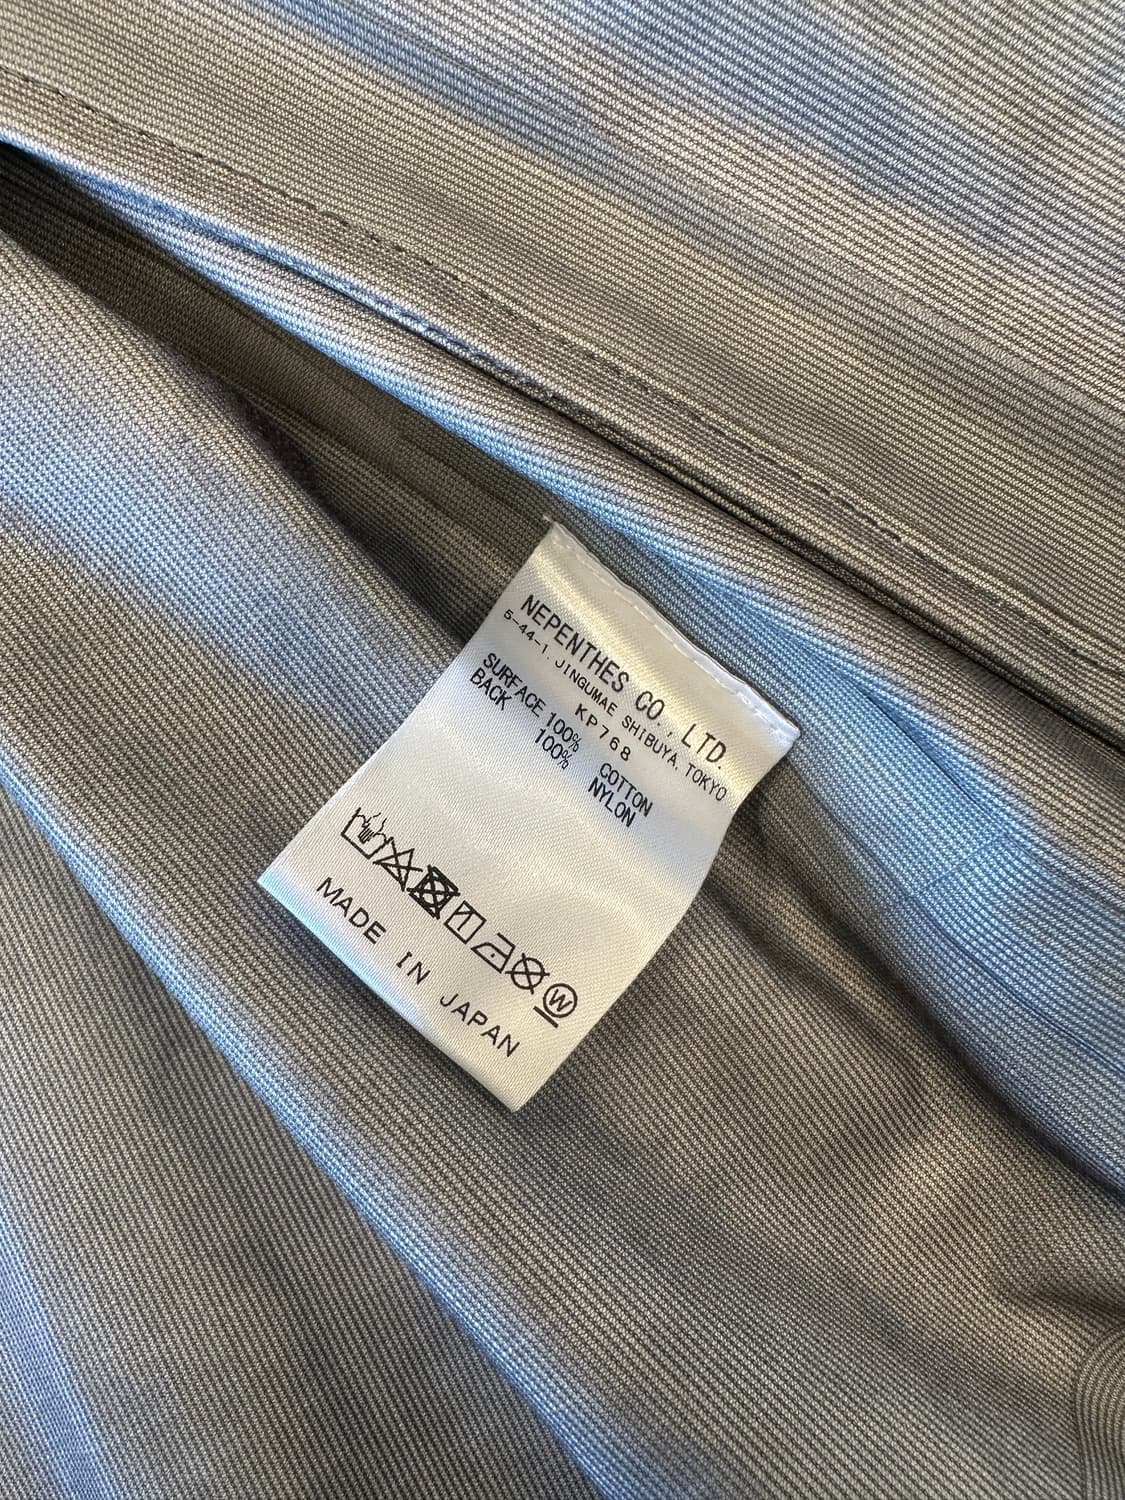 NEPENTHES CO., LTD.
5-44-1, JINGUMAE SHIBUYA, TOKYO
KP768
SURFACE 100% COTTON
BACK 100% NYLON
W
MADE IN JAPAN